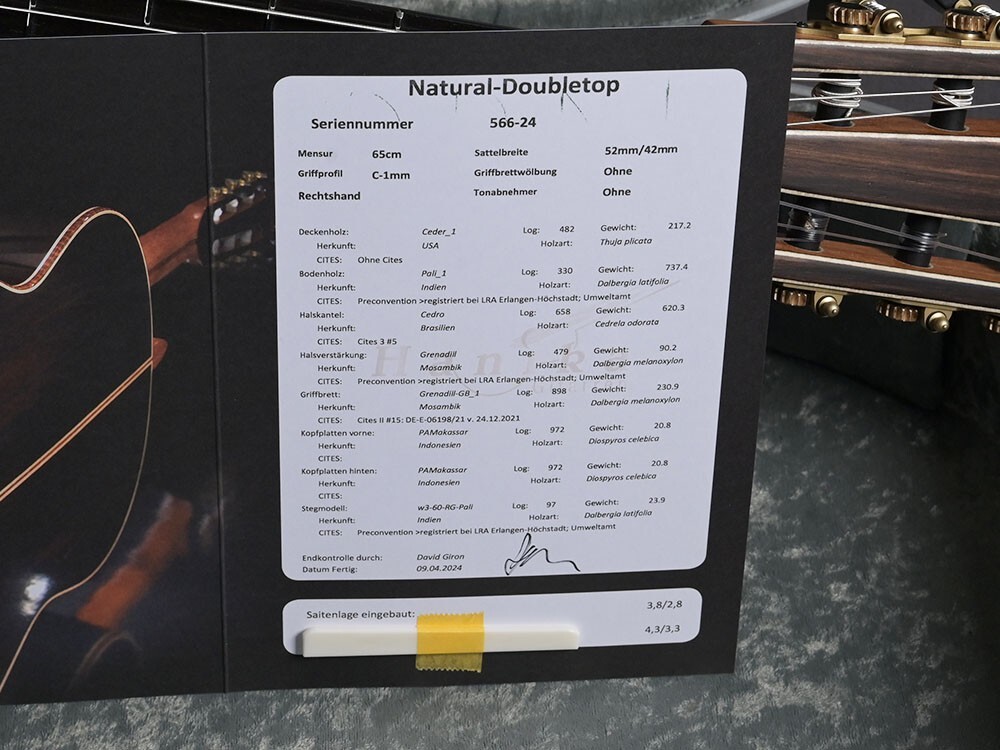 Natural-Doubletop
Seriennummer 566-24
Mensur 65cm Sattelbreite 52mm/42mm
Griffprofil C-1mm Griffbrettwölbung Ohne
Rechtshand Tonabnehmer Ohne
Deckenholz: Ceder_1 Log: 482 Gewicht: 217.2
Herkunft: USA Holzart: Thuja plicata
CITES: Ohne Cites
Bodenholz: Pali_1 Log: 330 Gewicht: 737.4
Herkunft: Indien Holzart: Dalbergia latifolia
CITES: Preconvention >registriert bei LRA Erlangen-Höchstadt; Umweltamt
Halskantel: Cedro Log: 658 Gewicht: 620.3
Herkunft: Brasilien Holzart: Cedrela odorata
CITES: Cites 3 #5
Halsverstärkung: Grenadill Log: 479 Gewicht: 90.2
Herkunft: Mosambik Holzart: Dalbergia melanoxylon
CITES: Preconvention >registriert bei LRA Erlangen-Höchstadt; Umweltamt
Griffbrett: Grenadill-GB_1 Log: 898 Gewicht: 230.9
Herkunft: Mosambik Holzart: Dalbergia melanoxylon
CITES: Cites II #15: DE-E-06198/21 v. 24.12.2021
Kopfplatten vorne: PAMakassar Log: 972 Gewicht: 20.8
Herkunft: Indonesien Holzart: Diospyros celebica
CITES:
Kopfplatten hinten: PAMakassar Log: 972 Gewicht: 20.8
Herkunft: Indonesien Holzart: Diospyros celebica
CITES:
Stegmodell: w3-60-RG-Pali Log: 97 Gewicht: 23.9
Herkunft: Indien Holzart: Dalbergia latifolia
CITES: Preconvention >registriert bei LRA Erlangen-Höchstadt; Umweltamt
Endkontrolle durch: David Giron
Datum Fertig: 09.04.2024
Hanika
Saitenlage eingebaut: 3,8/2,8
4,3/3,3